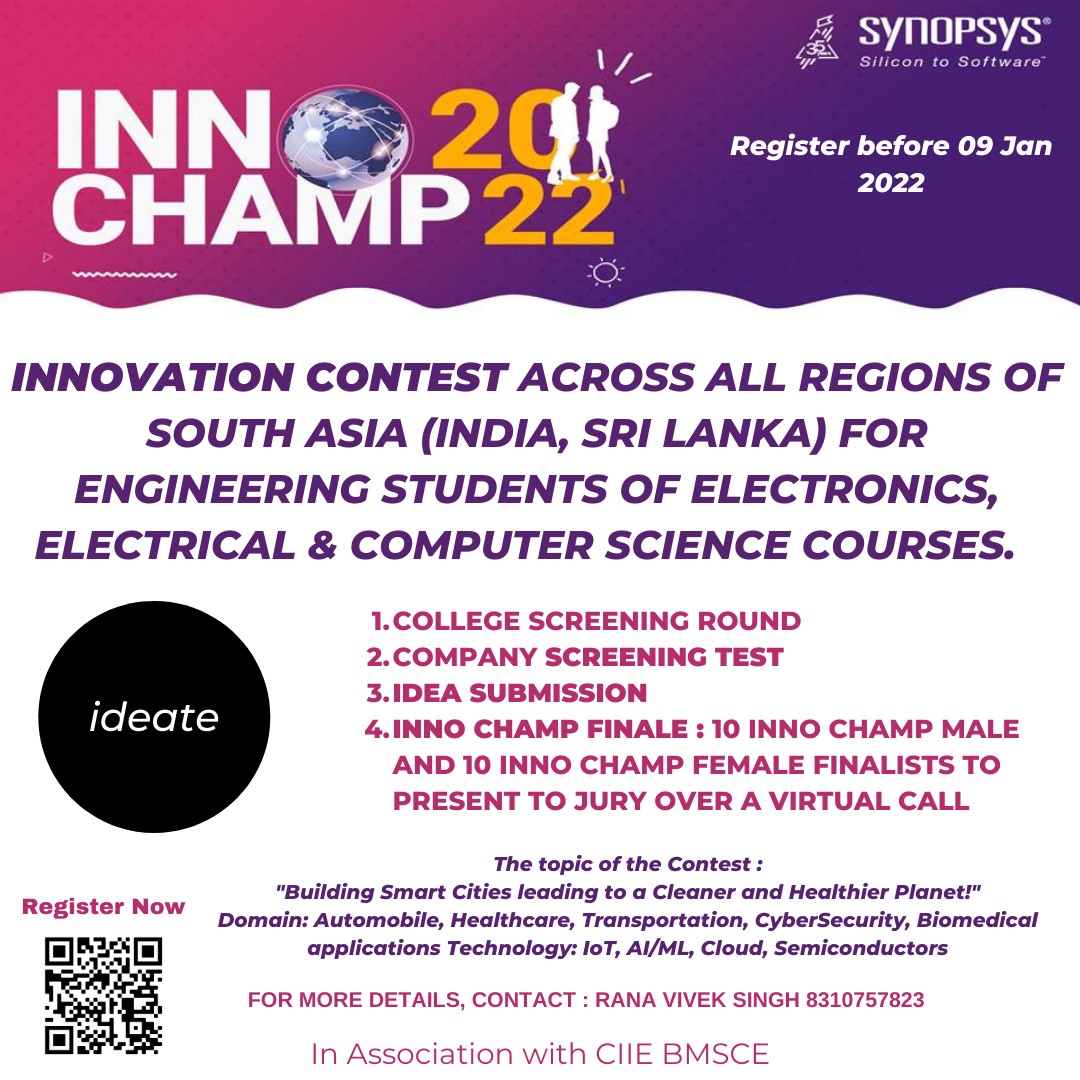 SYNOPSYS®
35
Silicon to Software™
INNO 20
CHAMP 22
Register before 09 Jan
2022
INNOVATION CONTEST ACROSS ALL REGIONS OF
SOUTH ASIA (INDIA, SRI LANKA) FOR
ENGINEERING STUDENTS OF ELECTRONICS,
ELECTRICAL & COMPUTER SCIENCE COURSES.
ideate
1. COLLEGE SCREENING ROUND
2. COMPANY SCREENING TEST
3. IDEA SUBMISSION
4. INNO CHAMP FINALE : 10 INNO CHAMP MALE
AND 10 INNO CHAMP FEMALE FINALISTS TO
PRESENT TO JURY OVER A VIRTUAL CALL
The topic of the Contest :
"Building Smart Cities leading to a Cleaner and Healthier Planet!"
Domain: Automobile, Healthcare, Transportation, CyberSecurity, Biomedical
applications Technology: IoT, AI/ML, Cloud, Semiconductors
Register Now
FOR MORE DETAILS, CONTACT : RANA VIVEK SINGH 8310757823
In Association with CIIE BMSCE